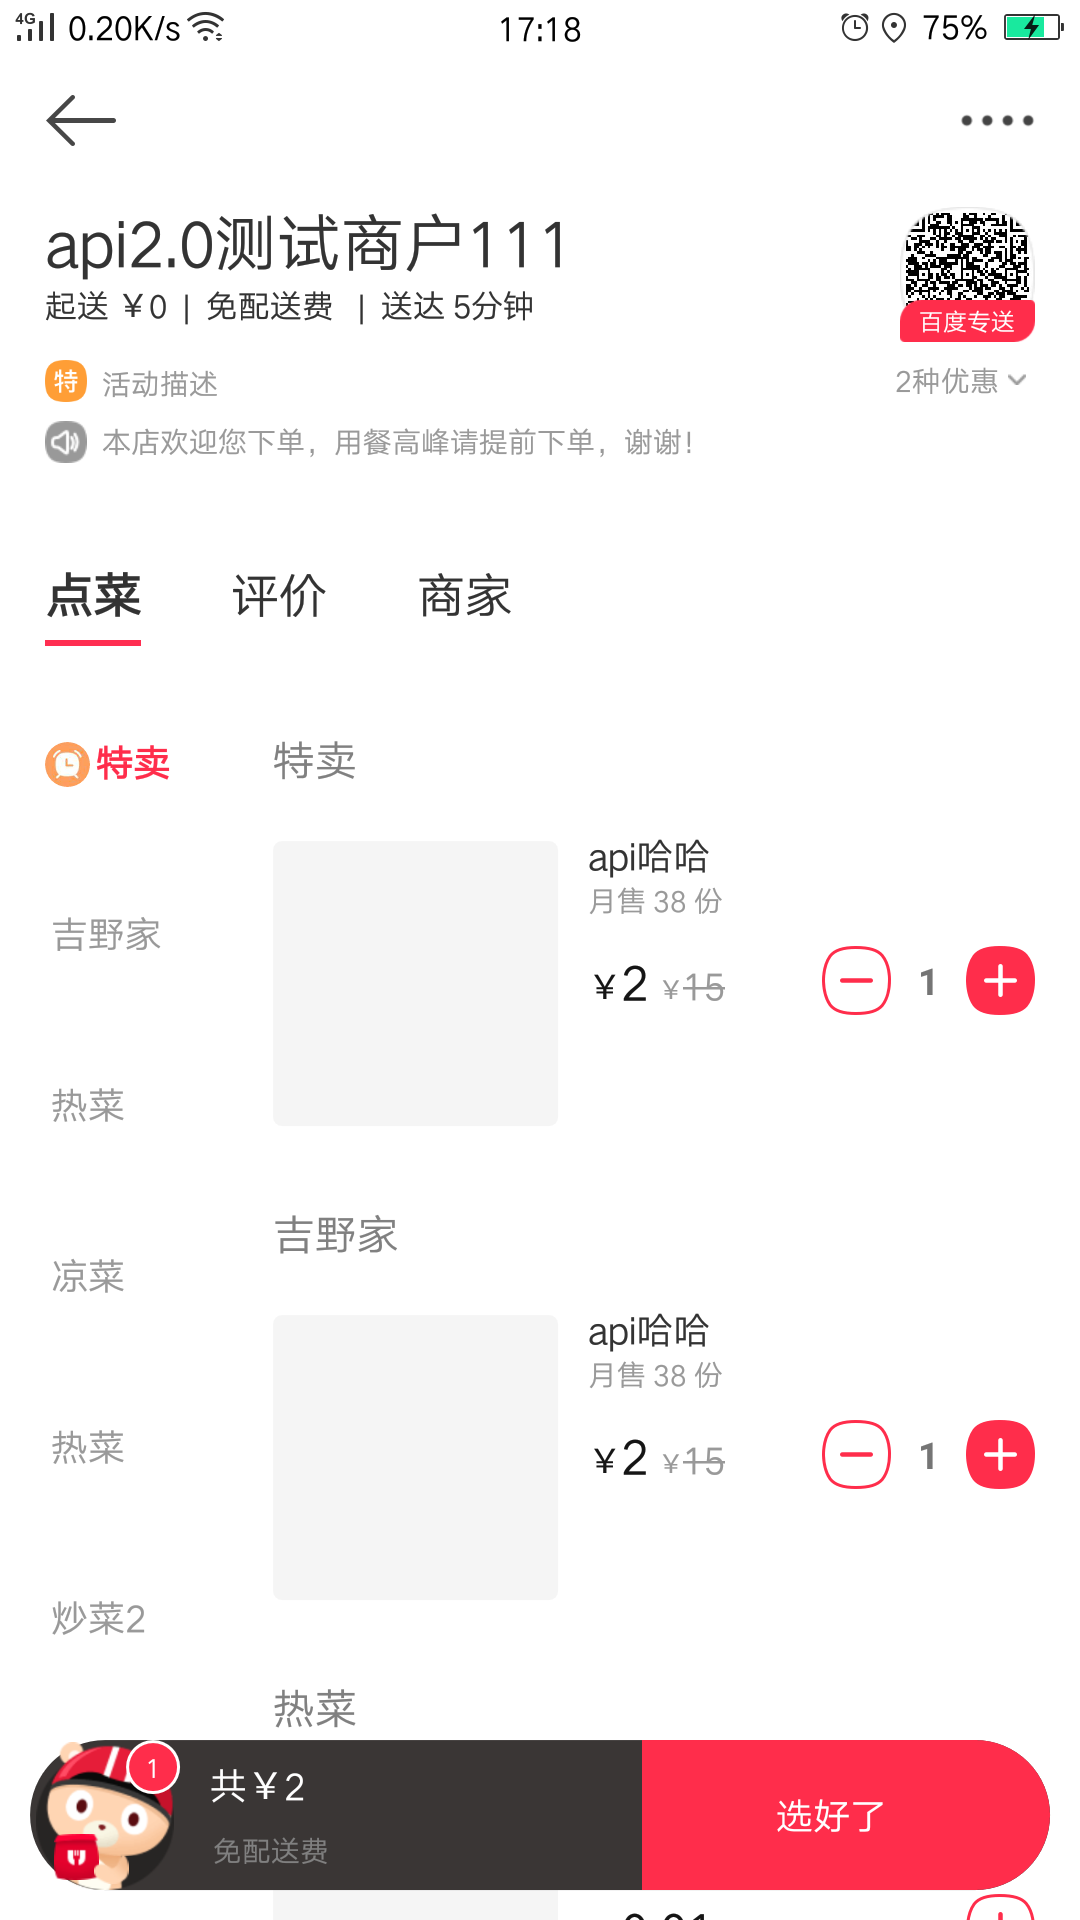 4G 0.20K/s 17:18 75%
api2.0测试商户111
起送 ¥0 | 免配送费 | 送达 5分钟
百度专送
特 活动描述
2种优惠
本店欢迎您下单，用餐高峰请提前下单，谢谢！
点菜 评价 商家
特卖
吉野家
热菜
凉菜
热菜
炒菜2
特卖
api哈哈
月售 38 份
¥2 ¥15
1
吉野家
api哈哈
月售 38 份
¥2 ¥15
1
热菜
1
共¥2
免配送费
选好了